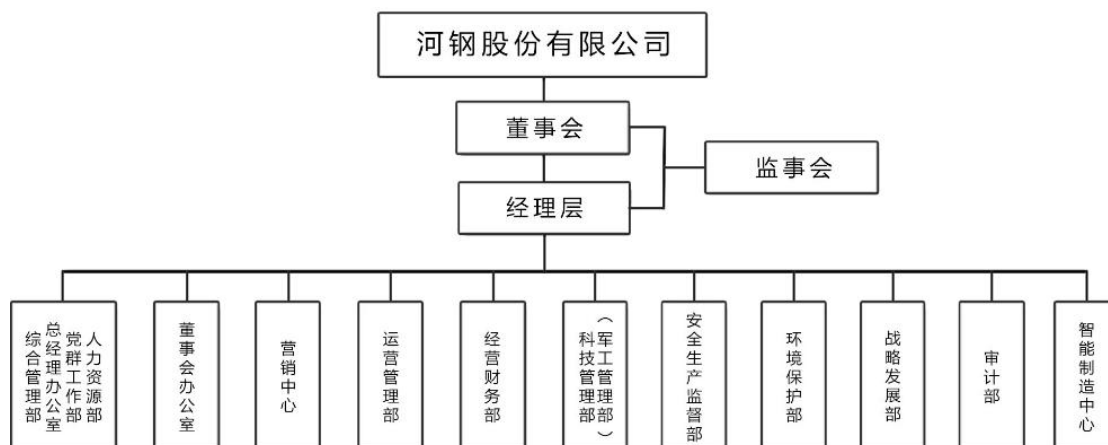 河钢股份有限公司
董事会
监事会
经理层
综合管理部
总经理办公室
党群工作部
人力资源部
董事会办公室
营销中心
运营管理部
经营财务部
科技管理部
（军工管理部）
安全生产监督部
环境保护部
战略发展部
审计部
智能制造中心